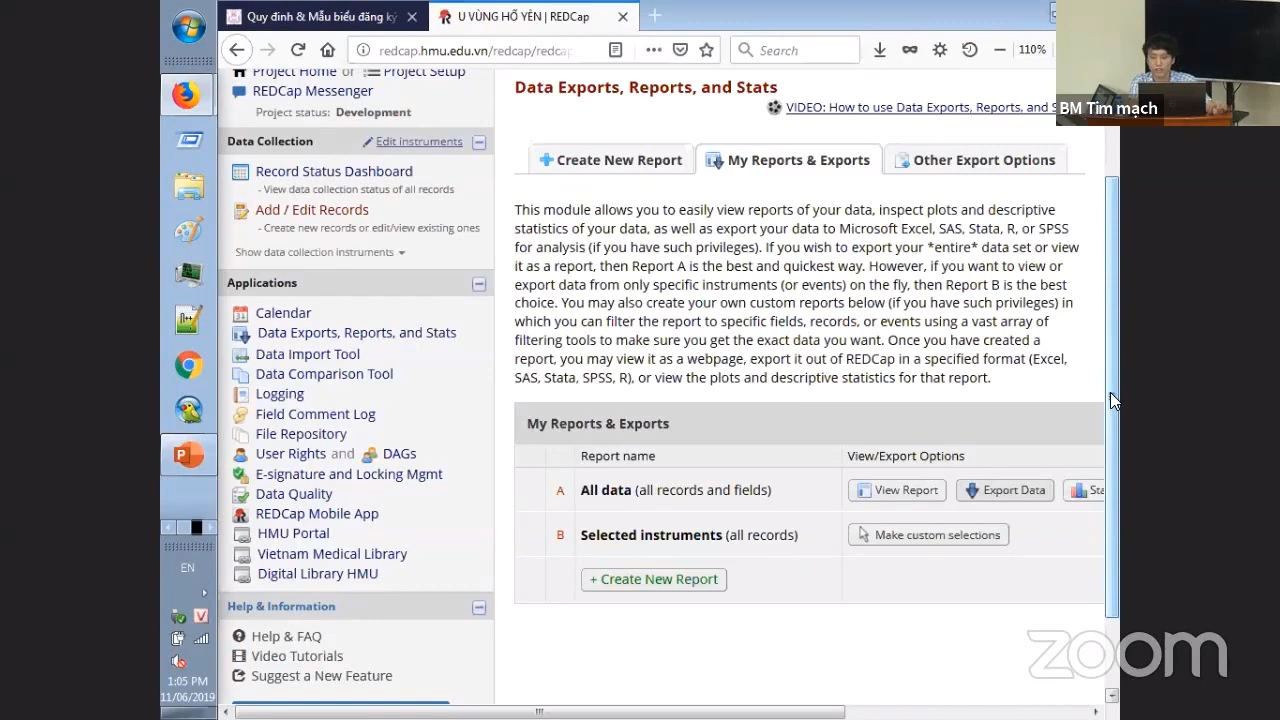 Quy định & Mẫu biểu đăng ký
U VÙNG HỐ YÊN | REDCap
redcap.hmu.edu.vn/redcap/redcap
Search
110%
BM Tim mạch
Project Home or Project Setup
REDCap Messenger
Project status: Development
Data Collection
Edit instruments
Record Status Dashboard
- View data collection status of all records
Add / Edit Records
- Create new records or edit/view existing ones
Show data collection instruments
Applications
Calendar
Data Exports, Reports, and Stats
Data Import Tool
Data Comparison Tool
Logging
Field Comment Log
File Repository
User Rights and DAGs
E-signature and Locking Mgmt
Data Quality
REDCap Mobile App
HMU Portal
Vietnam Medical Library
Digital Library HMU
Help & Information
Help & FAQ
Video Tutorials
Suggest a New Feature
Data Exports, Reports, and Stats
VIDEO: How to use Data Exports, Reports, and S
Create New Report
My Reports & Exports
Other Export Options
This module allows you to easily view reports of your data, inspect plots and descriptive
statistics of your data, as well as export your data to Microsoft Excel, SAS, Stata, R, or SPSS
for analysis (if you have such privileges). If you wish to export your *entire* data set or view
it as a report, then Report A is the best and quickest way. However, if you want to view or
export data from only specific instruments (or events) on the fly, then Report B is the best
choice. You may also create your own custom reports below (if you have such privileges) in
which you can filter the report to specific fields, records, or events using a vast array of
filtering tools to make sure you get the exact data you want. Once you have created a
report, you may view it as a webpage, export it out of REDCap in a specified format (Excel,
SAS, Stata, SPSS, R), or view the plots and descriptive statistics for that report.
My Reports & Exports
Report name
View/Export Options
A
All data (all records and fields)
View Report
Export Data
Sta
B
Selected instruments (all records)
Make custom selections
+ Create New Report
EN
1:05 PM
11/06/2019
zoom